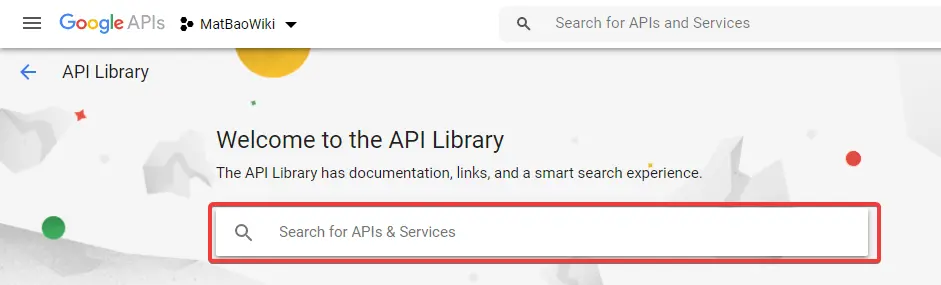 Google APIs MatBaoWiki Search for APIs and Services
API Library
Welcome to the API Library
The API Library has documentation, links, and a smart search experience.
Search for APIs & Services